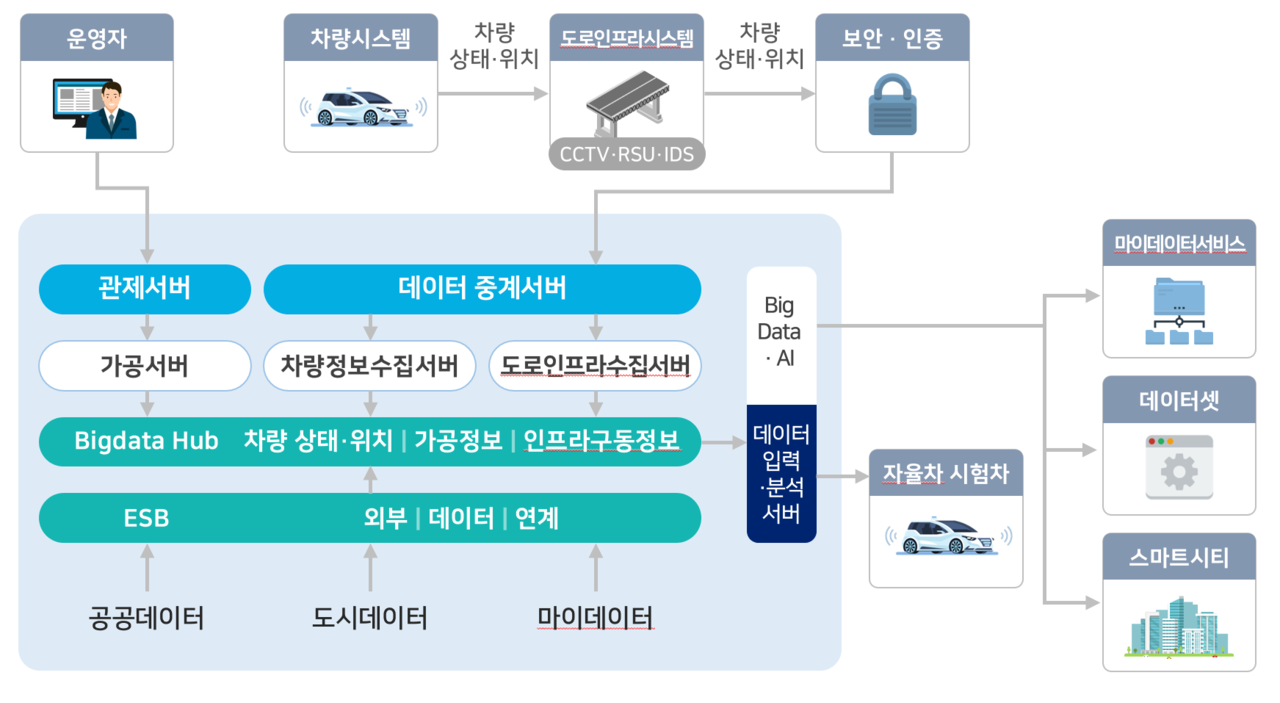 운영자
차량시스템
차량
상태·위치
도로인프라시스템
차량
상태·위치
보안·인증
CCTV·RSU·IDS
관제서버
데이터 중계서버
가공서버
차량정보수집서버
도로인프라수집서버
Bigdata Hub 차량 상태·위치 | 가공정보 | 인프라구동정보
ESB 외부 | 데이터 | 연계
공공데이터
도시데이터
마이데이터
Big
Data
· AI
데이터
입력
·분석
서버
자율차 시험차
마이데이터서비스
데이터셋
스마트시티